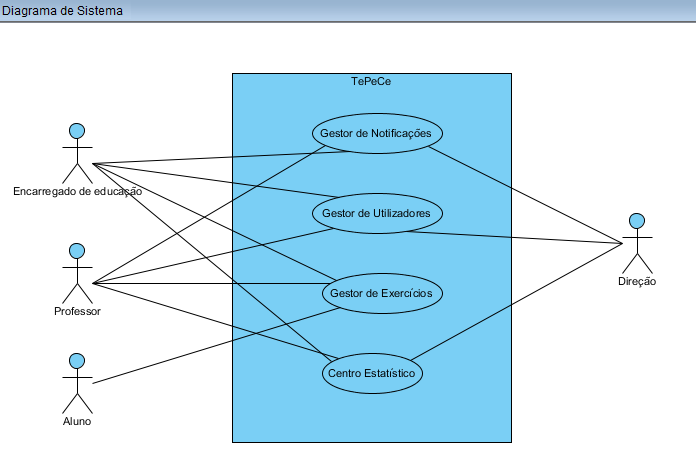 Diagrama de Sistema
TePeCe
Gestor de Notificações
Encarregado de educação
Gestor de Utilizadores
Direção
Gestor de Exercícios
Professor
Centro Estatístico
Aluno